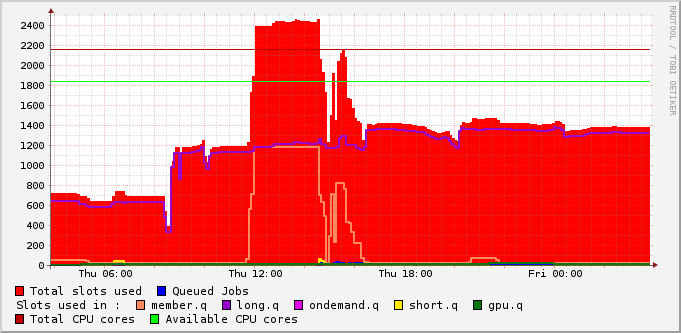 2400
2200
2000
1800
1600
1400
1200
1000
800
600
400
200
0
Thu 06:00 Thu 12:00 Thu 18:00 Fri 00:00
Total slots used Queued Jobs
Slots used in : member.q long.q ondemand.q short.q gpu.q
Total CPU cores Available CPU cores
RRDTOOL / TOBI OETIKER